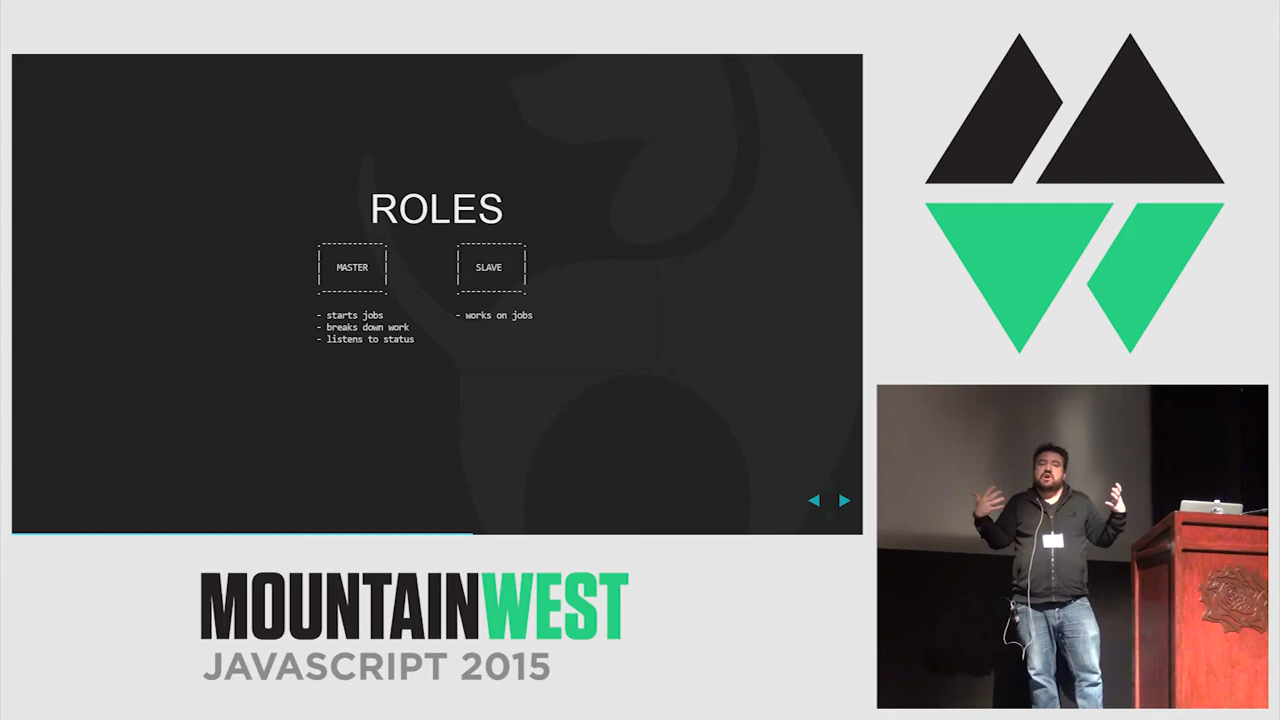 ROLES
MASTER
SLAVE
- starts jobs
- breaks down work
- listens to status
- works on jobs
MOUNTAINWEST
JAVASCRIPT 2015